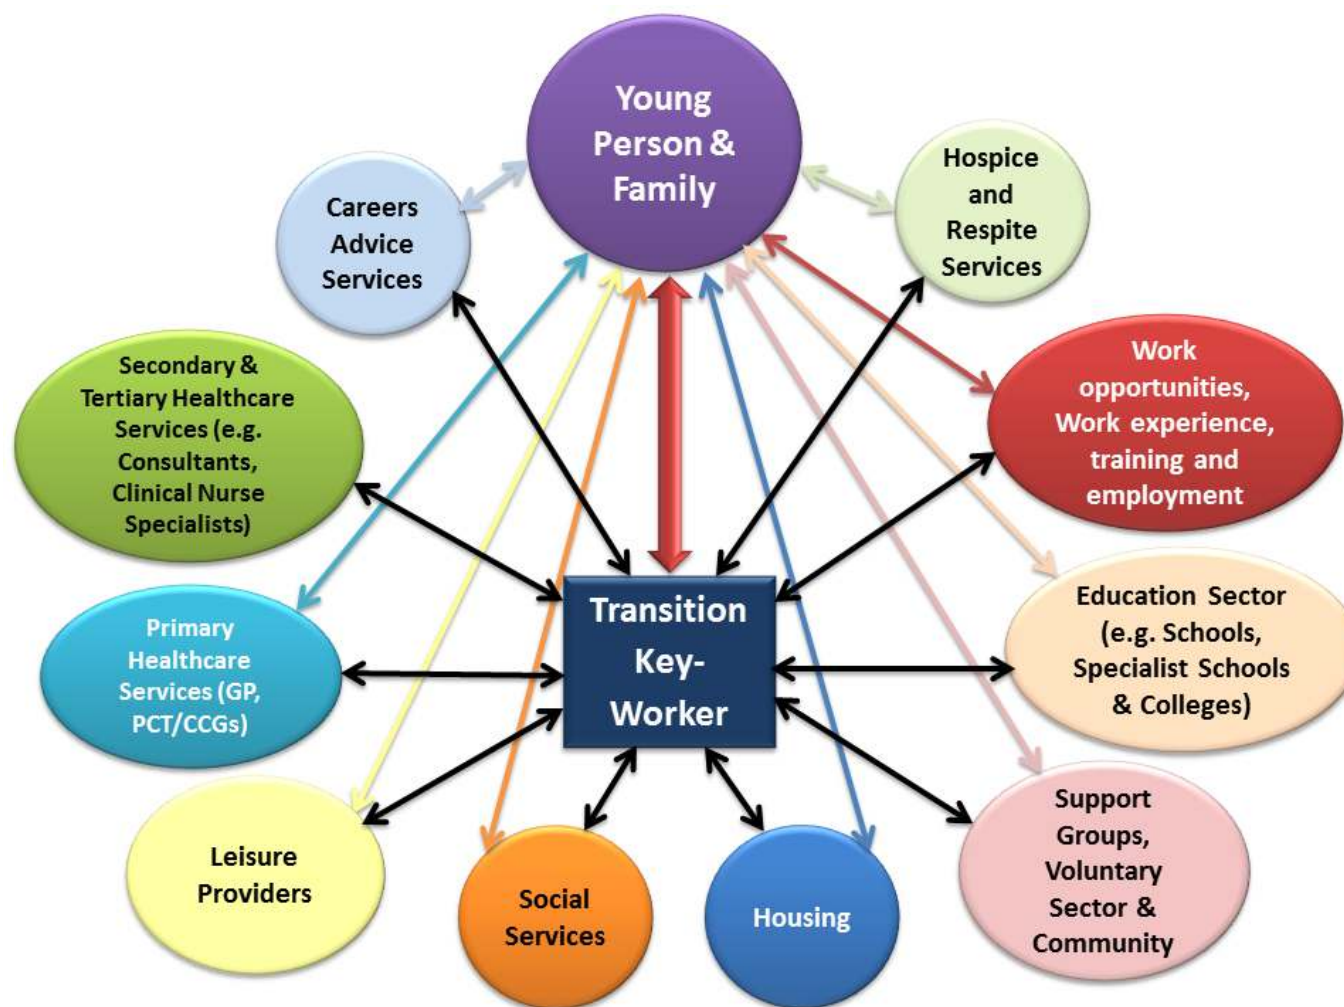 Young
Person &
Family
Careers
Advice
Services
Hospice
and
Respite
Services
Secondary &
Tertiary Healthcare
Services (e.g.
Consultants,
Clinical Nurse
Specialists)
Work
opportunities,
Work experience,
training and
employment
Primary
Healthcare
Services (GP,
PCT/CCGs)
Transition
Key-
Worker
Education Sector
(e.g. Schools,
Specialist Schools
& Colleges)
Leisure
Providers
Social
Services
Housing
Support
Groups,
Voluntary
Sector &
Community